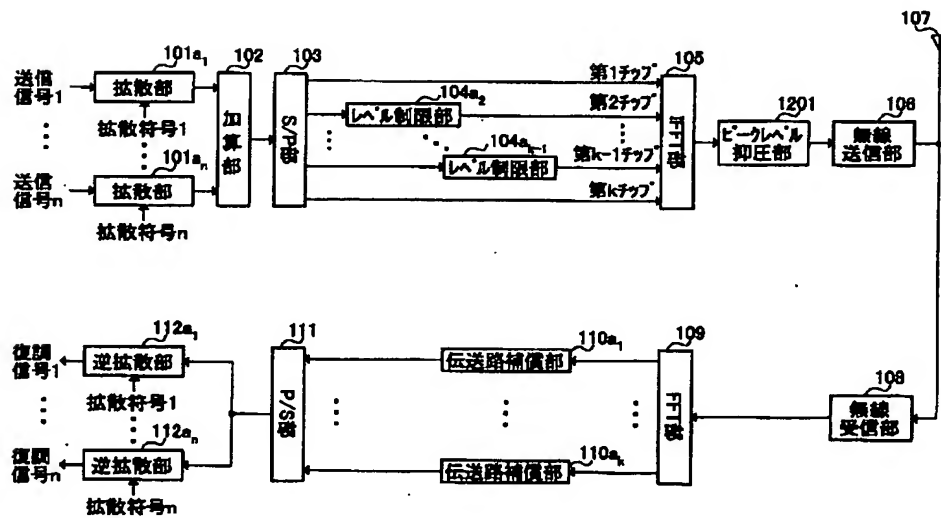 107
101a1
102
103
105
送信
信号1
拡散部
拡散符号1
加算部
S/P部
第1チップ
104a2
レベル制限部
第2チップ
104ak-1
レベル制限部
第k-1チップ
第kチップ
IFFT部
1201
ピークレベル
抑圧部
106
無線
送信部
101an
送信
信号n
拡散部
拡散符号n
112a1
111
110a1
109
復調
信号1
逆拡散部
拡散符号1
P/S部
伝送路補償部
FFT部
108
無線
受信部
112an
復調
信号n
逆拡散部
拡散符号n
110ak
伝送路補償部